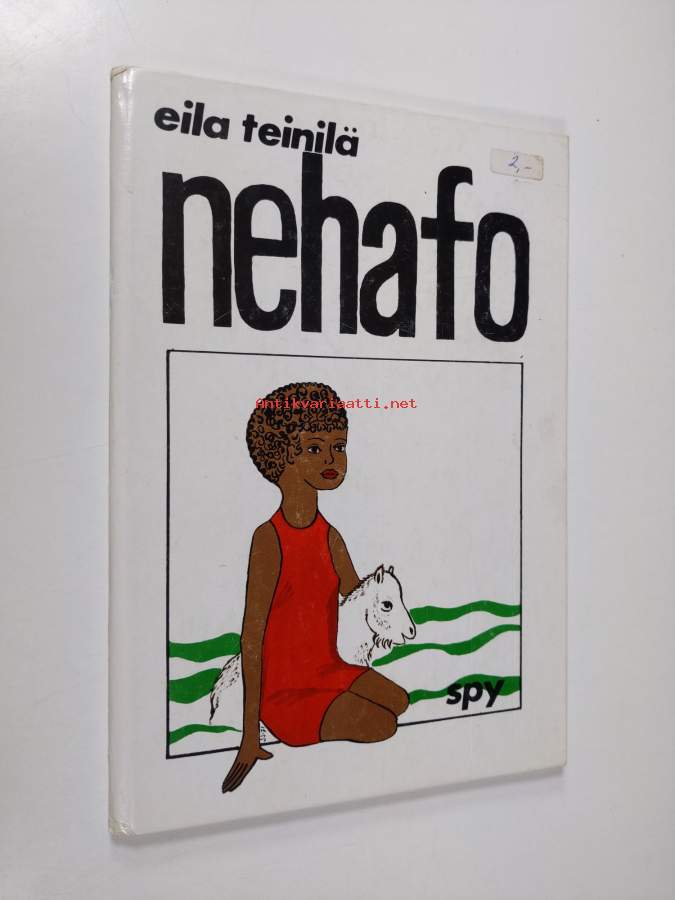 eila teinilä
2,-
nehafo
antikvariaatti.net
spy